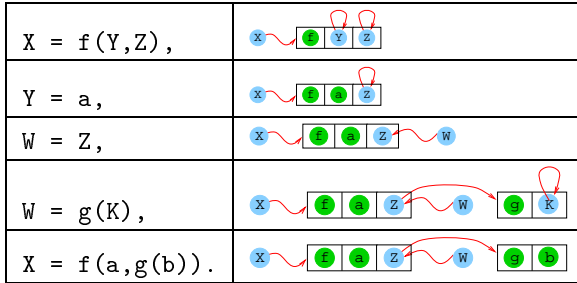 X = f(Y,Z), X f Y Z
Y = a, X f a Z
W = Z, X f a Z W
W = g(K), X f a Z W g K
X = f(a,g(b)). X f a Z W g b